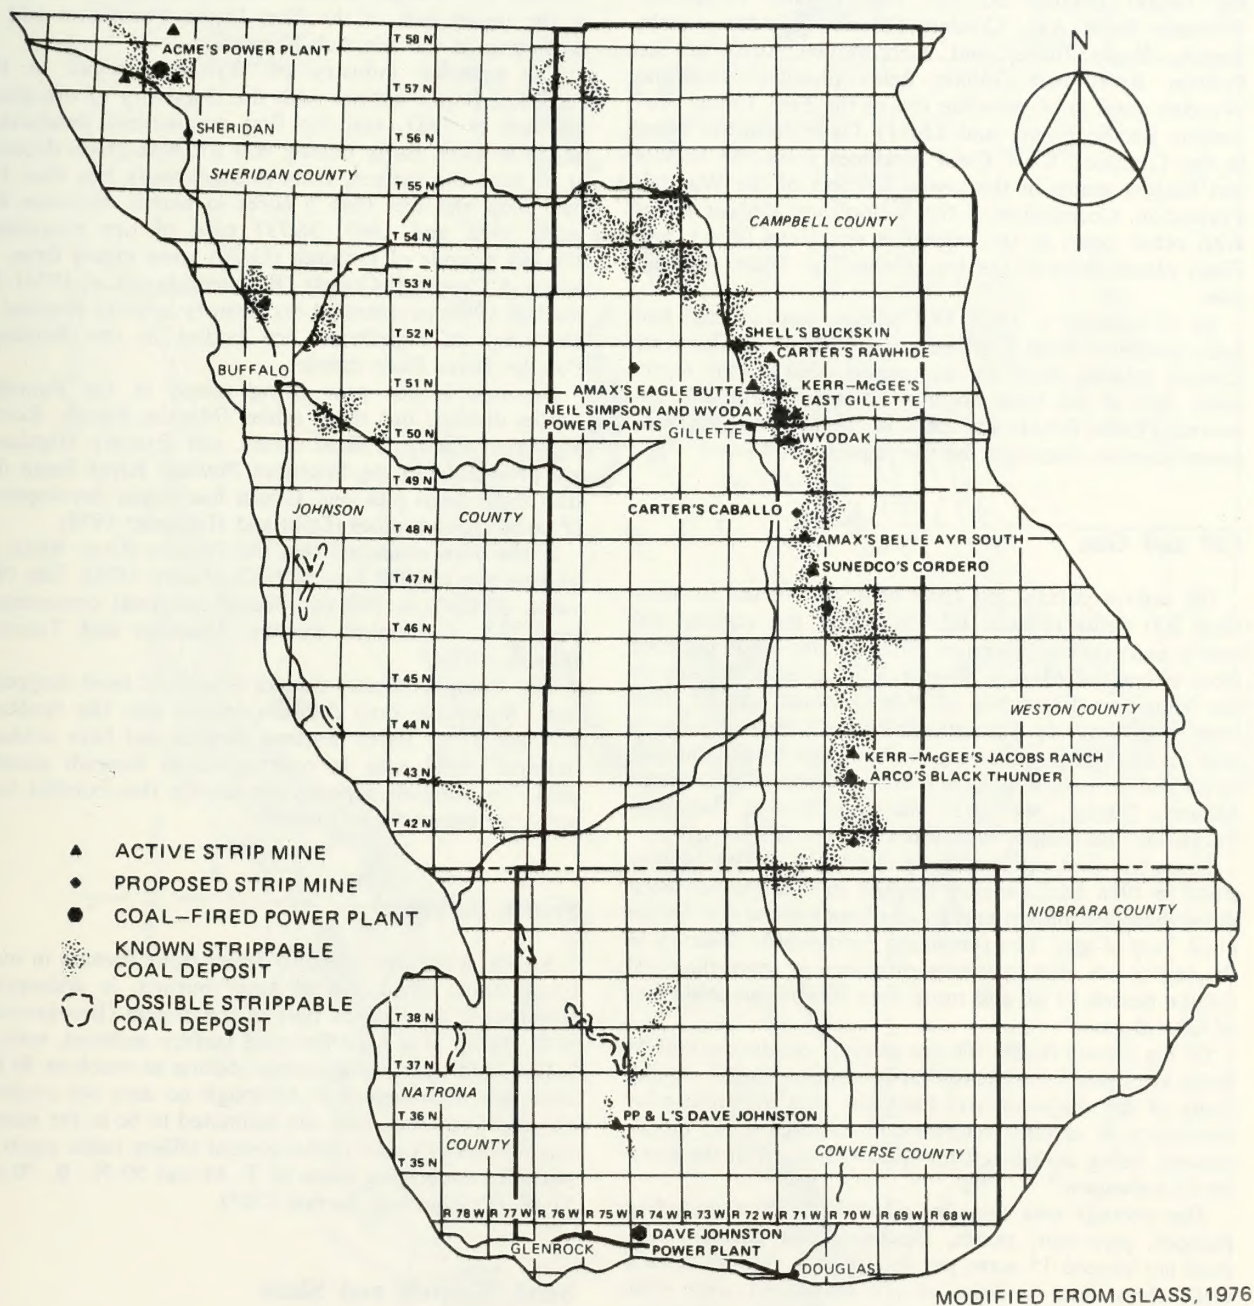 T 58 N
N
ACME'S POWER PLANT
T 57 N
SHERIDAN
T 56 N
SHERIDAN COUNTY
T 55 N
CAMPBELL COUNTY
T 54 N
T 53 N
T 52 N
SHELL'S BUCKSKIN
CARTER'S RAWHIDE
BUFFALO
T 51 N
AMAX'S EAGLE BUTTE
KERR-McGEE'S
EAST GILLETTE
NEIL SIMPSON AND WYODAK
POWER PLANTS
GILLETTE
WYODAK
T 50 N
T 49 N
JOHNSON
COUNTY
CARTER'S CABALLO
T 48 N
AMAX'S BELLE AYR SOUTH
SUNEDCO'S CORDERO
T 47 N
T 46 N
T 45 N
WESTON COUNTY
T 44 N
KERR-McGEE'S JACOBS RANCH
T 43 N
ARCO'S BLACK THUNDER
T 42 N
ACTIVE STRIP MINE
PROPOSED STRIP MINE
COAL-FIRED POWER PLANT
KNOWN STRIPPABLE
COAL DEPOSIT
POSSIBLE STRIPPABLE
COAL DEPOSIT
NIOBRARA COUNTY
T 38 N
T 37 N
NATRONA
T 36 N
COUNTY
PP & L'S DAVE JOHNSTON
T 35 N
CONVERSE COUNTY
R 78 W R 77 W R 76 W R 75 W R 74 W R 73 W R 72 W R 71 W R 70 W R 69 W R 68 W
GLENROCK
DAVE JOHNSTON
POWER PLANT
DOUGLAS
MODIFIED FROM GLASS, 1976